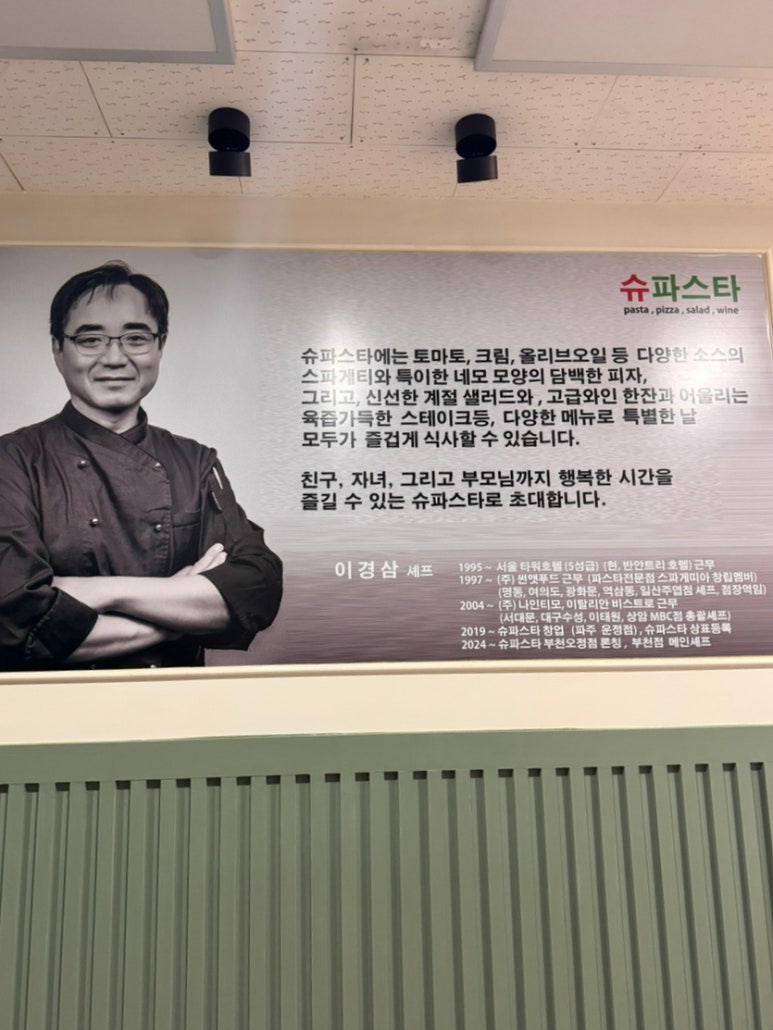 슈파스타
pasta , pizza , salad , wine
슈파스타에는 토마토, 크림, 올리브오일 등 다양한 소스의
스파게티와 특이한 네모 모양의 담백한 피자,
그리고, 신선한 계절 샐러드와 , 고급와인 한잔과 어울리는
육즙가득한 스테이크등, 다양한 메뉴로 특별한 날
모두가 즐겁게 식사할 수 있습니다.
친구, 자녀, 그리고 부모님까지 행복한 시간을
즐길 수 있는 슈파스타로 초대합니다.
이경삼 셰프
1995 ~ 서울 타워호텔 (5성급) (현, 반얀트리 호텔) 근무
1997 ~ (주) 썬앳푸드 근무 (파스타전문점 스파게띠아 창립멤버)
(명동, 여의도, 광화문, 역삼동, 일산주엽점 셰프, 점장역임)
2004 ~ (주) 나인티모, 이탈리안 비스트로 근무
(서대문, 대구수성, 이태원, 상암 MBC점 총괄셰프)
2019 ~ 슈파스타 창업 (파주 운정점) , 슈파스타 상표등록
2024 ~ 슈파스타 부천오정점 론칭 , 부천점 메인셰프